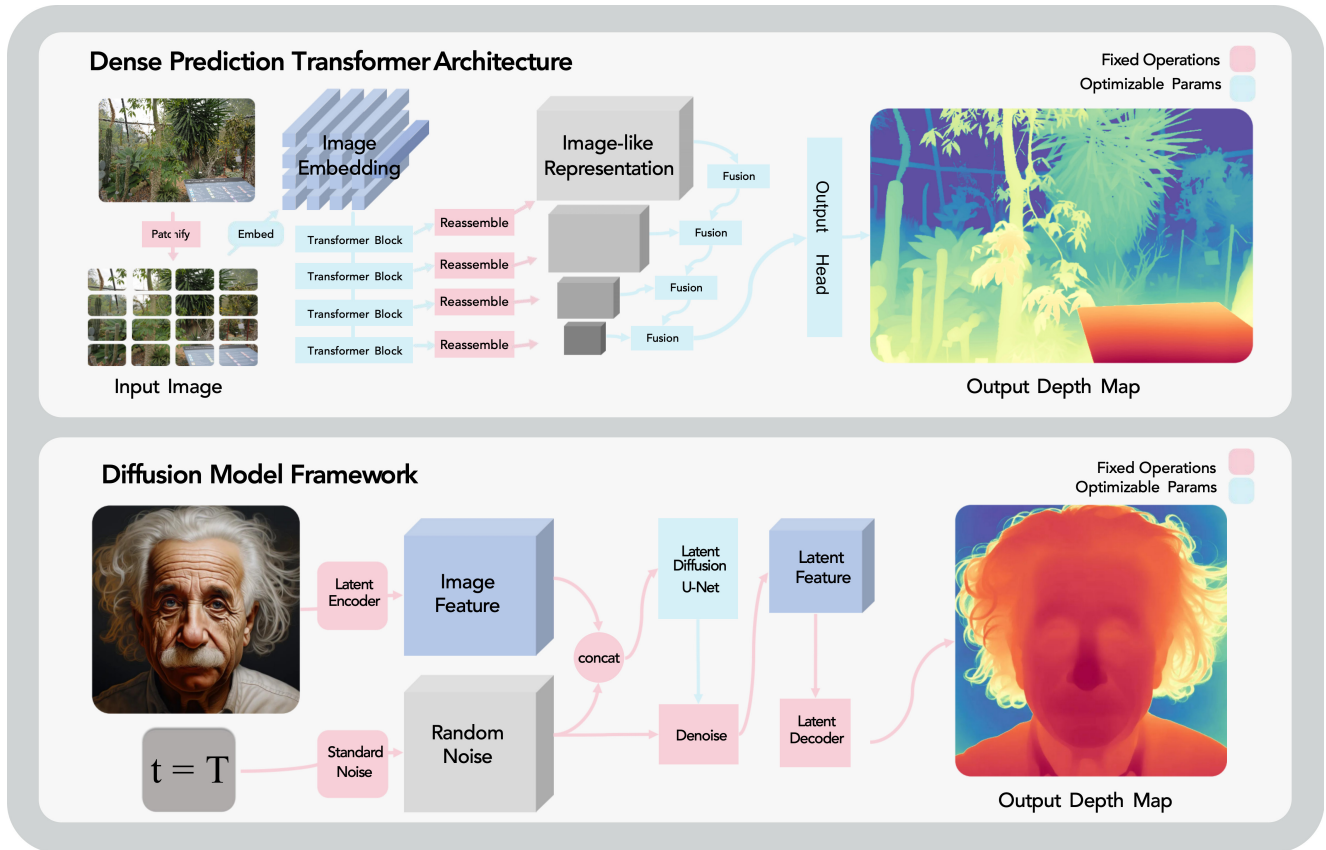 Dense Prediction Transformer Architecture
Fixed Operations
Optimizable Params
Image
Embedding
Image-like
Representation
Fusion
Patchify
Embed
Transformer Block
Reassemble
Fusion
Output Head
Transformer Block
Reassemble
Fusion
Transformer Block
Reassemble
Fusion
Transformer Block
Reassemble
Input Image
Output Depth Map
Diffusion Model Framework
Fixed Operations
Optimizable Params
Latent
Encoder
Image
Feature
Latent
Diffusion
U-Net
Latent
Feature
concat
t = T
Standard
Noise
Random
Noise
Denoise
Latent
Decoder
Output Depth Map